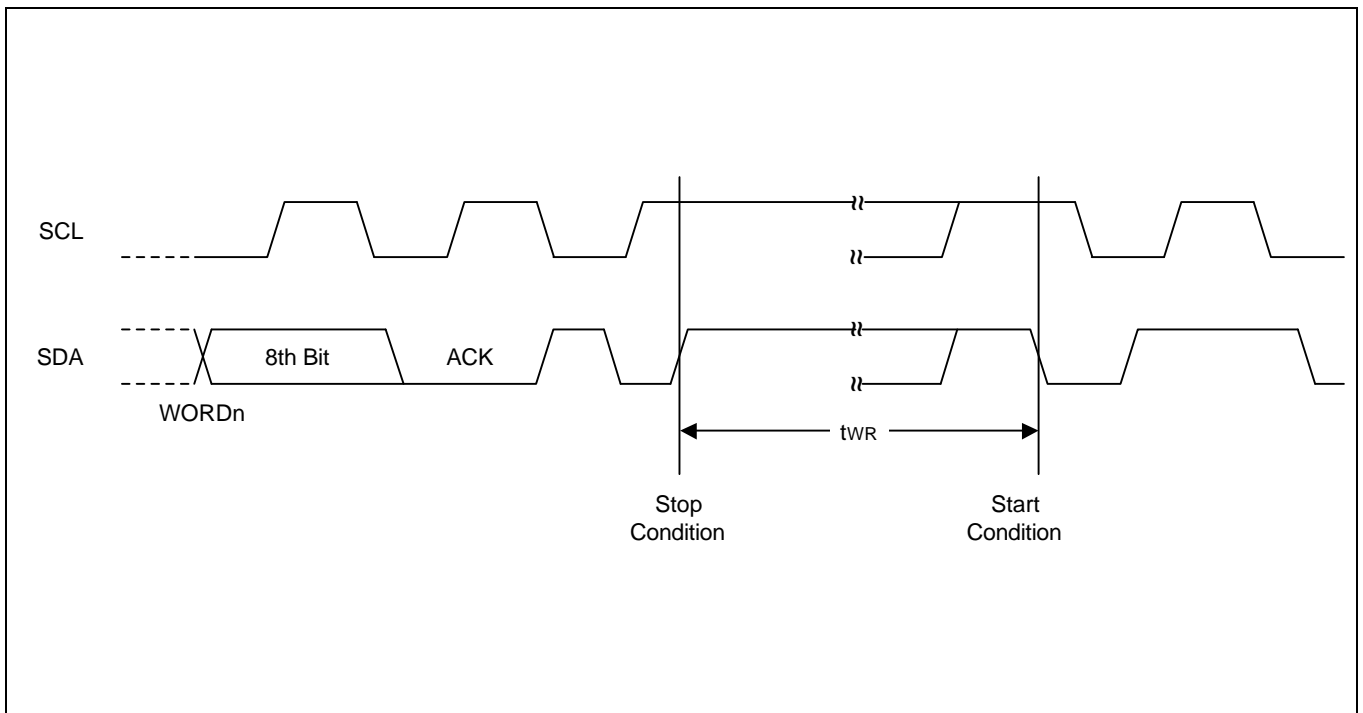 SCL
SDA
8th Bit
ACK
WORDn
tWR
Stop
Condition
Start
Condition